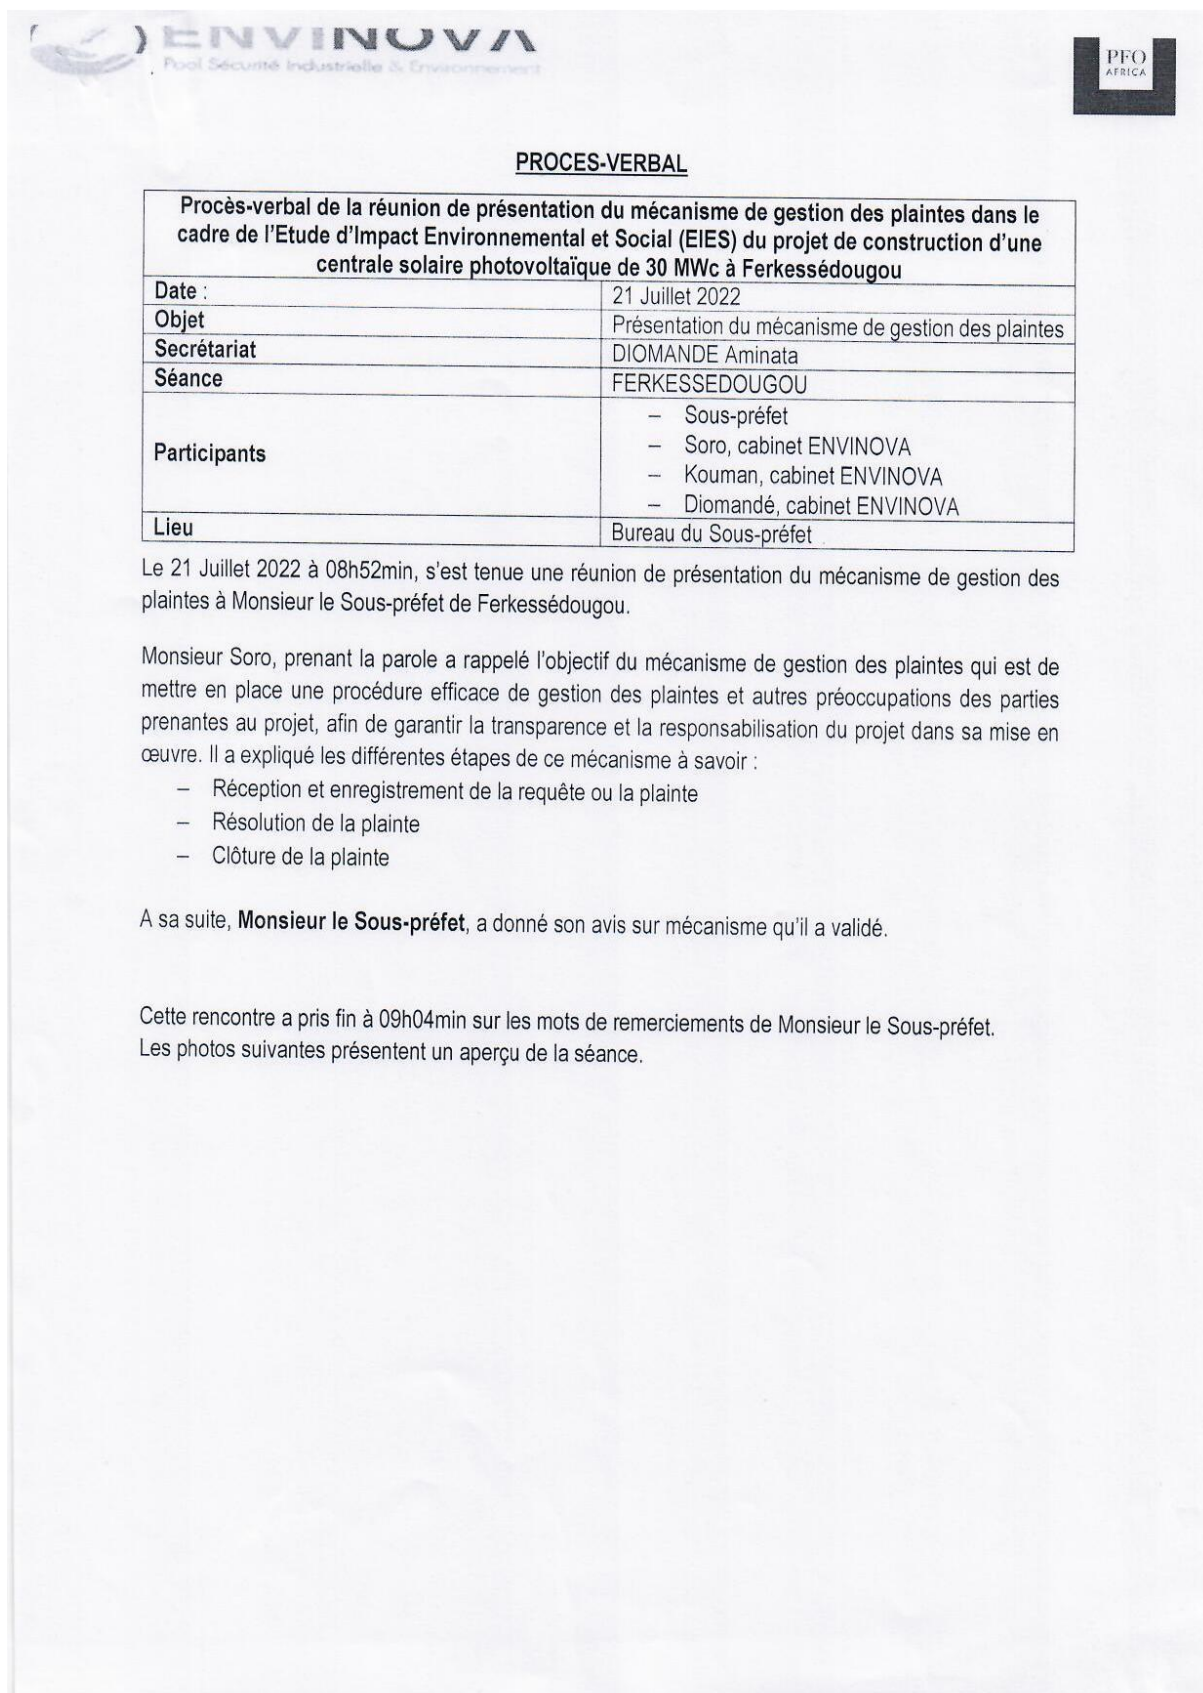 ENVINOVA
Pool Sécurité Industrielle & Environnement
PFO
AFRICA
PROCES-VERBAL
Procès-verbal de la réunion de présentation du mécanisme de gestion des plaintes dans le
cadre de l'Etude d'Impact Environnemental et Social (EIES) du projet de construction d'une
centrale solaire photovoltaïque de 30 MWc à Ferkessédougou
Date : 21 Juillet 2022
Objet Présentation du mécanisme de gestion des plaintes
Secrétariat DIOMANDE Aminata
Séance FERKESSEDOUGOU
Participants
– Sous-préfet
– Soro, cabinet ENVINOVA
– Kouman, cabinet ENVINOVA
– Diomandé, cabinet ENVINOVA
Lieu Bureau du Sous-préfet
Le 21 Juillet 2022 à 08h52min, s'est tenue une réunion de présentation du mécanisme de gestion des
plaintes à Monsieur le Sous-préfet de Ferkessédougou.
Monsieur Soro, prenant la parole a rappelé l'objectif du mécanisme de gestion des plaintes qui est de
mettre en place une procédure efficace de gestion des plaintes et autres préoccupations des parties
prenantes au projet, afin de garantir la transparence et la responsabilisation du projet dans sa mise en
œuvre. Il a expliqué les différentes étapes de ce mécanisme à savoir :
– Réception et enregistrement de la requête ou la plainte
– Résolution de la plainte
– Clôture de la plainte
A sa suite, Monsieur le Sous-préfet, a donné son avis sur mécanisme qu'il a validé.
Cette rencontre a pris fin à 09h04min sur les mots de remerciements de Monsieur le Sous-préfet.
Les photos suivantes présentent un aperçu de la séance.